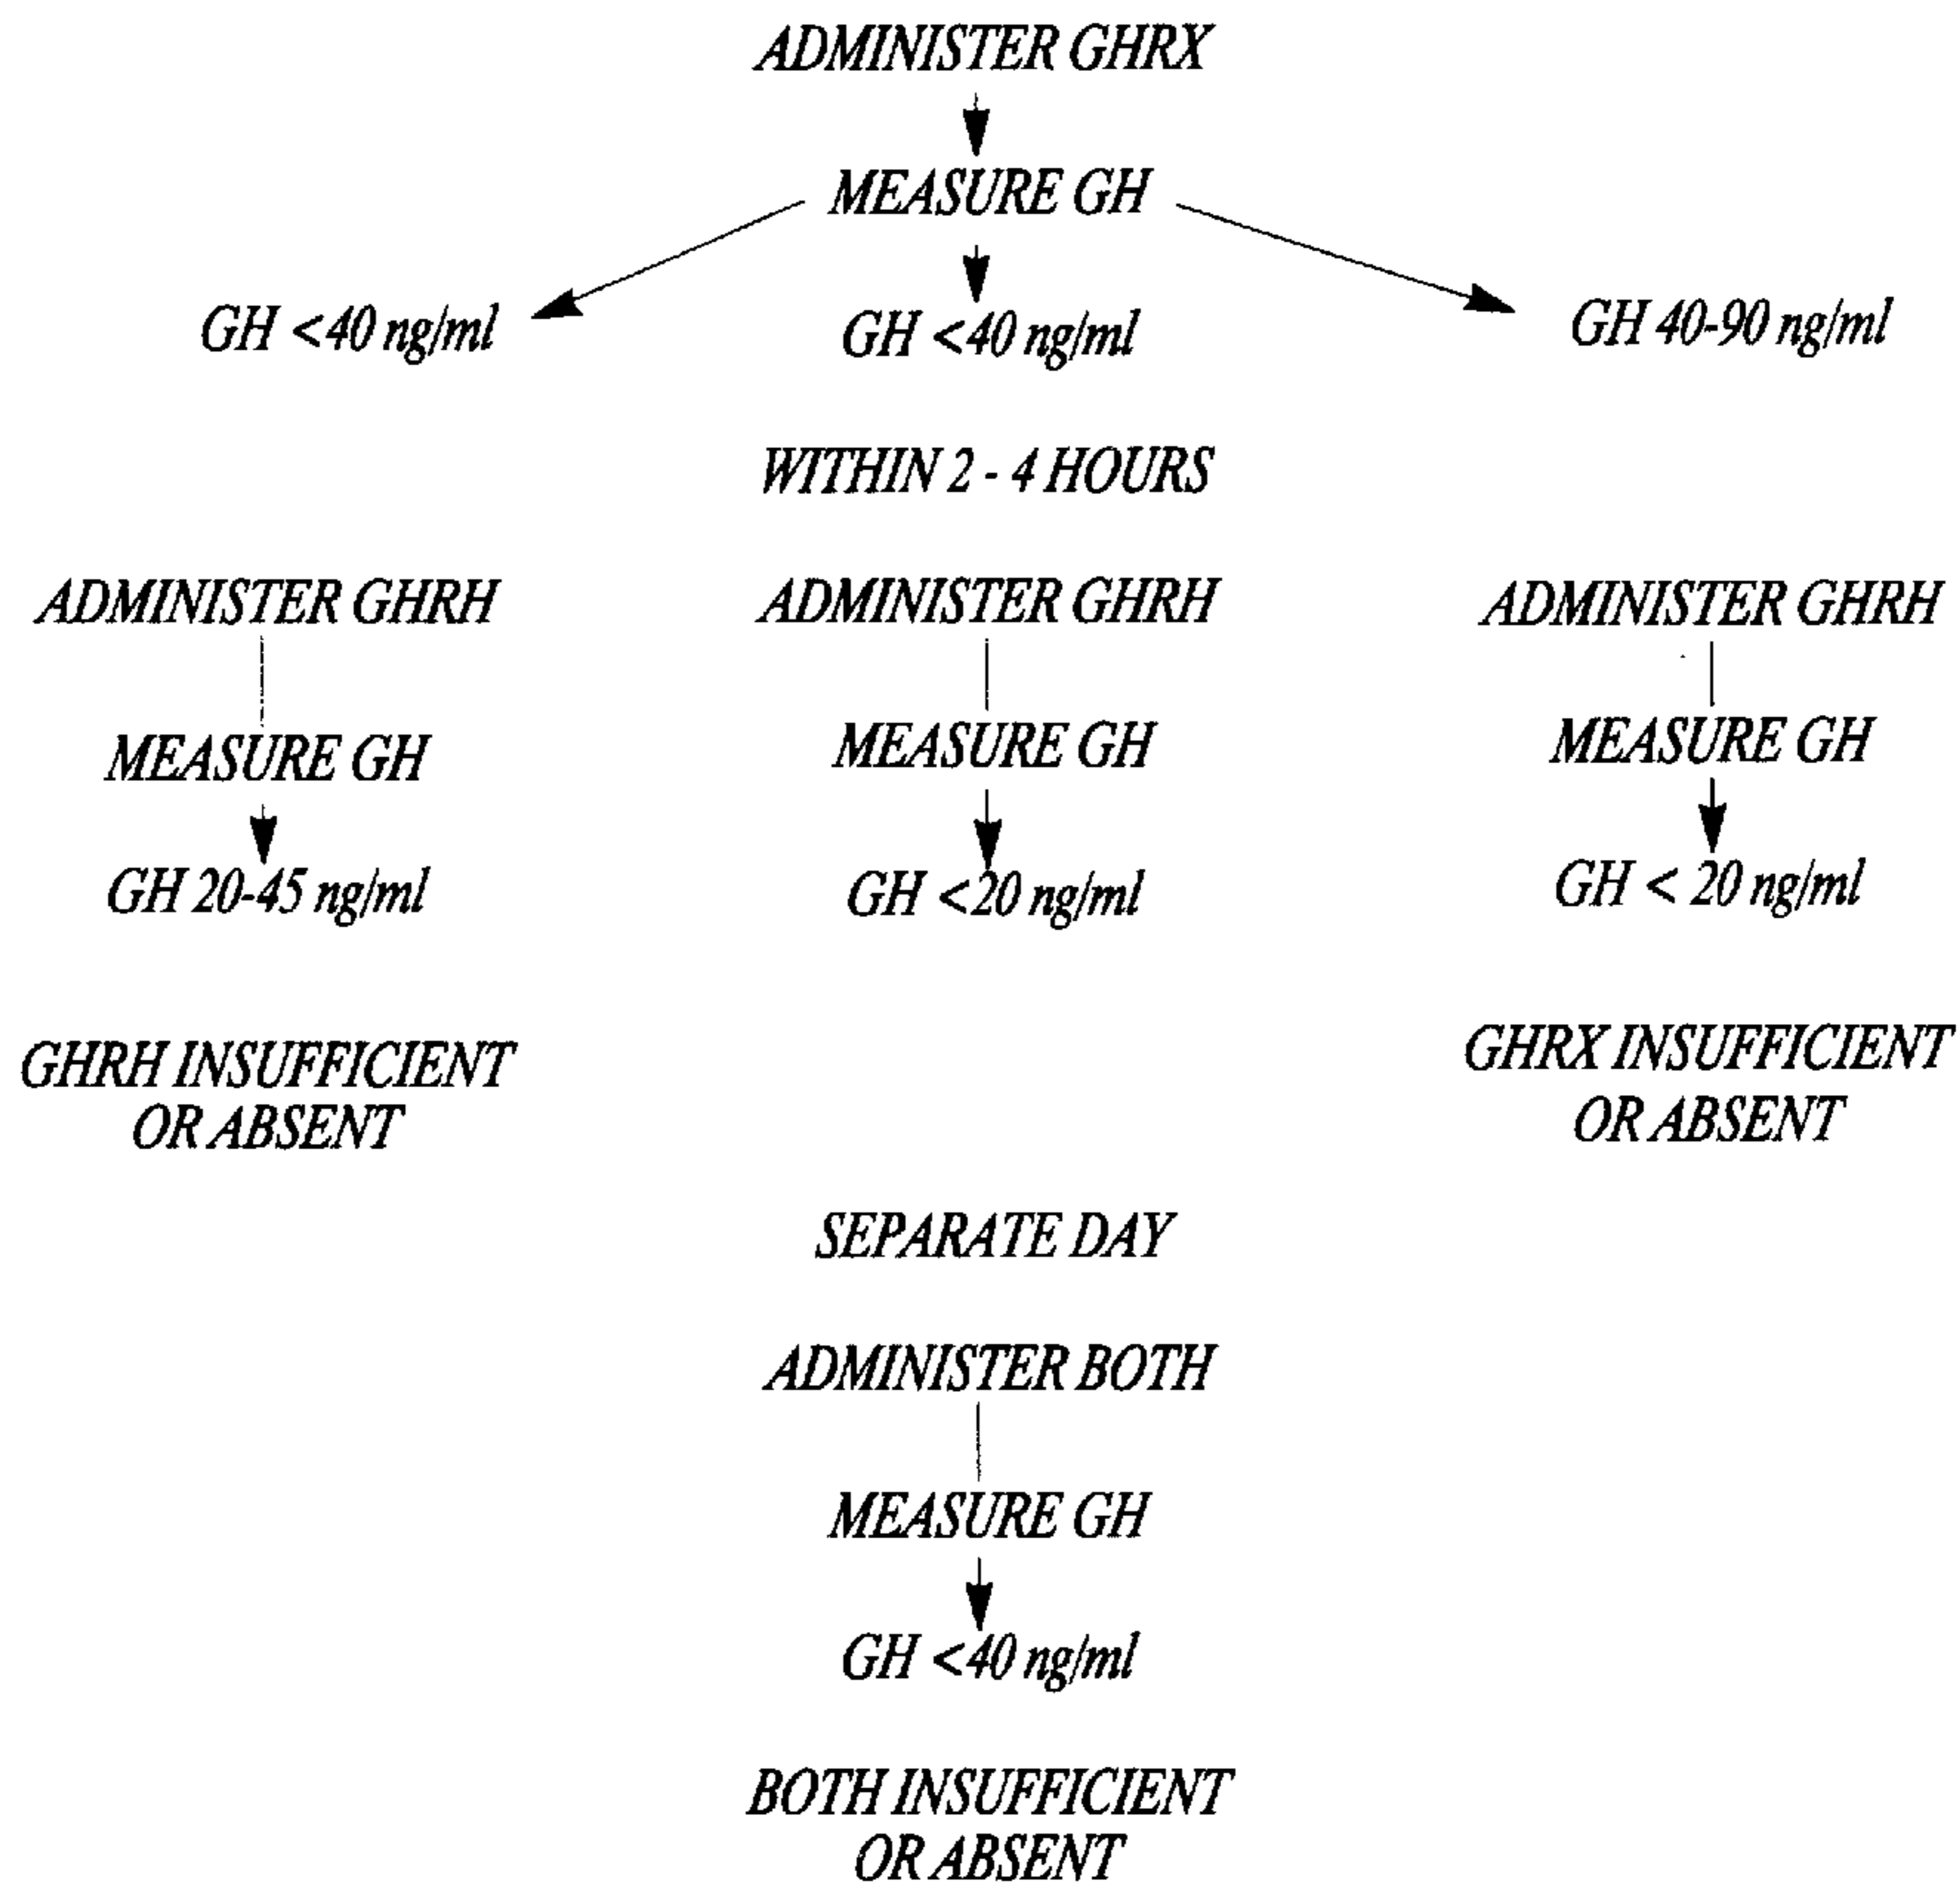 ADMINISTER GHRX
MEASURE GH
GH <40 ng/ml
GH <40 ng/ml
GH 40-90 ng/ml
WITHIN 2 - 4 HOURS
ADMINISTER GHRH
ADMINISTER GHRH
ADMINISTER GHRH
MEASURE GH
MEASURE GH
MEASURE GH
GH 20-45 ng/ml
GH <20 ng/ml
GH < 20 ng/ml
GHRH INSUFFICIENT
OR ABSENT
GHRX INSUFFICIENT
OR ABSENT
SEPARATE DAY
ADMINISTER BOTH
MEASURE GH
GH <40 ng/ml
BOTH INSUFFICIENT
OR ABSENT